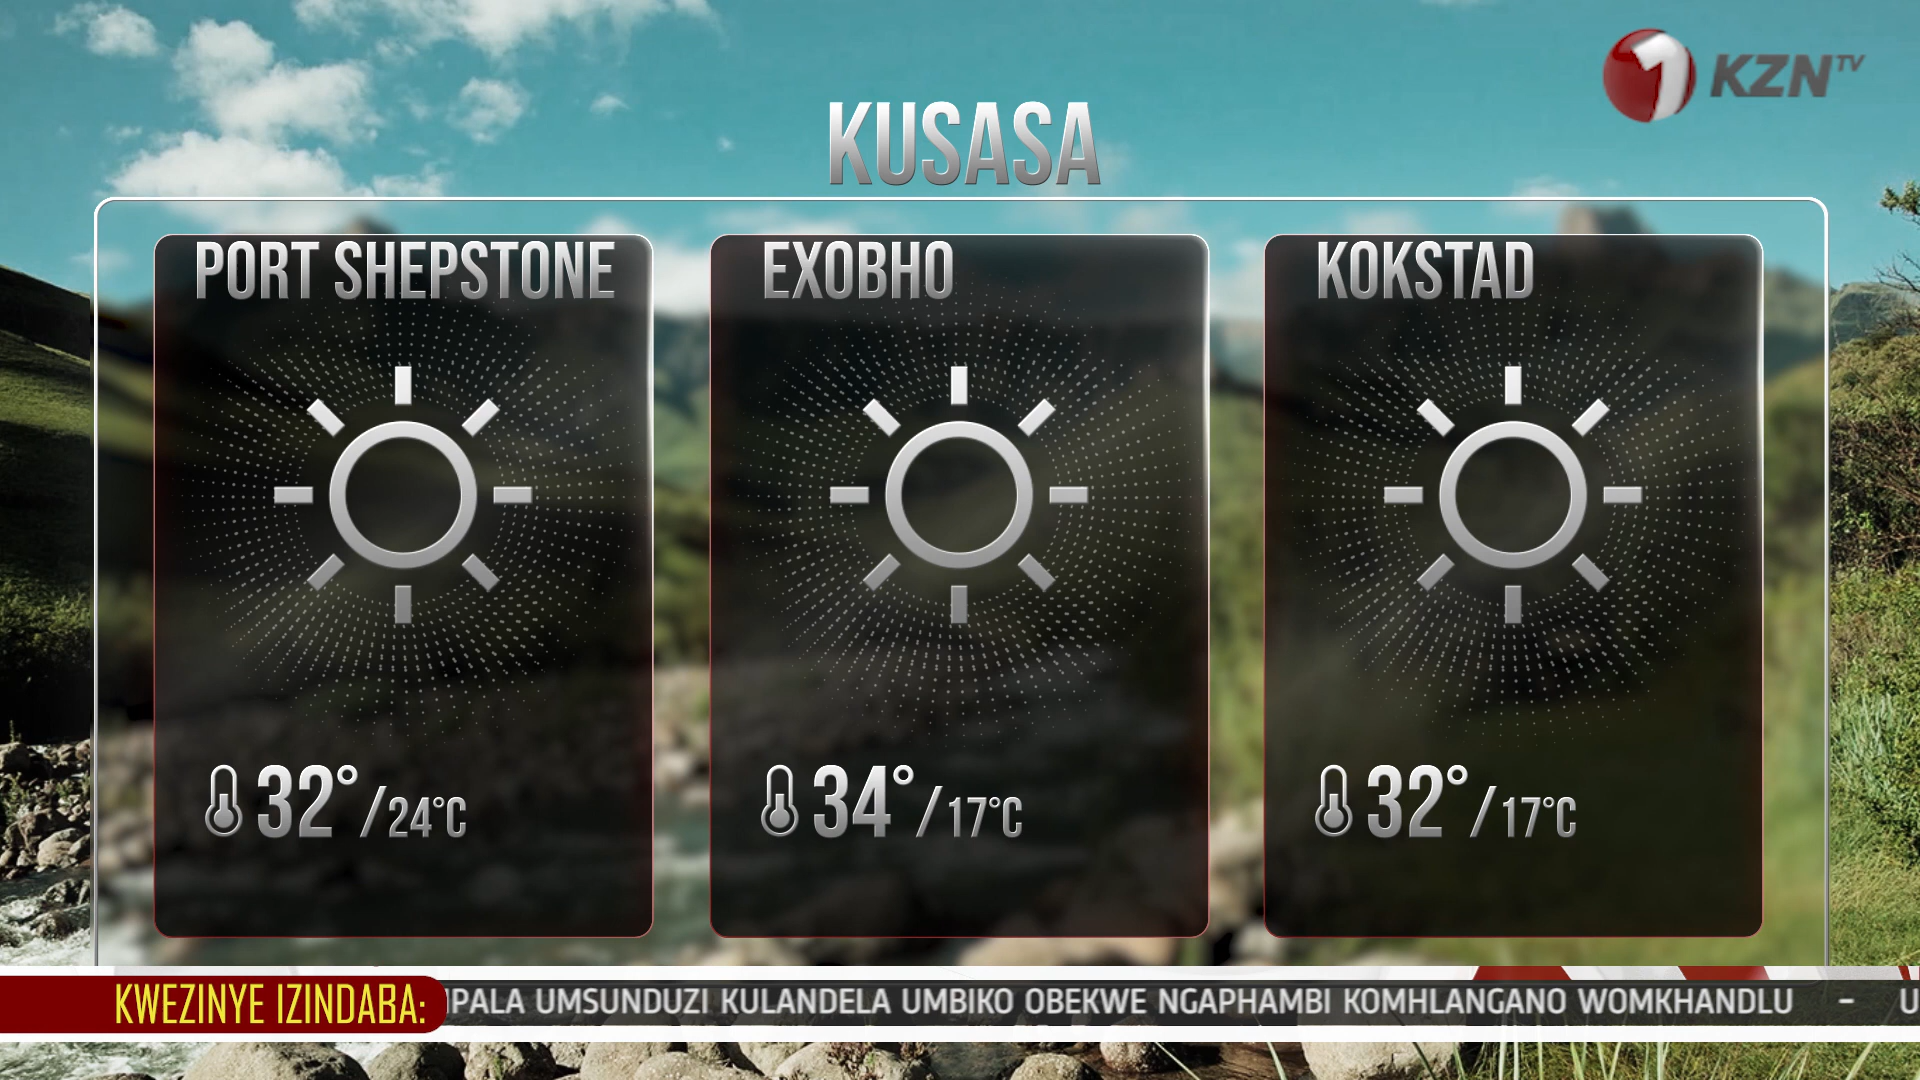 1 KZN TV
KUSASA
PORT SHEPSTONE
EXOBHO
KOKSTAD
32°/24°C
34°/17°C
32°/17°C
KWEZINYE IZINDABA:
UMSUNDUZI KULANDELA UMBIKO OBEKWE NGAPHAMBI KOMHLANGANO WOMKHANDLU -